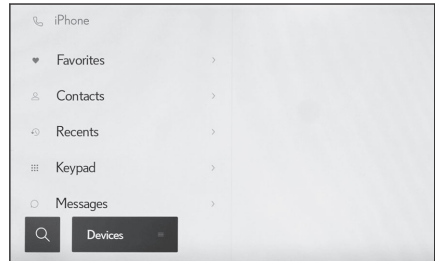 iPhone
Favorites
Contacts
Recents
Keypad
Messages
Devices